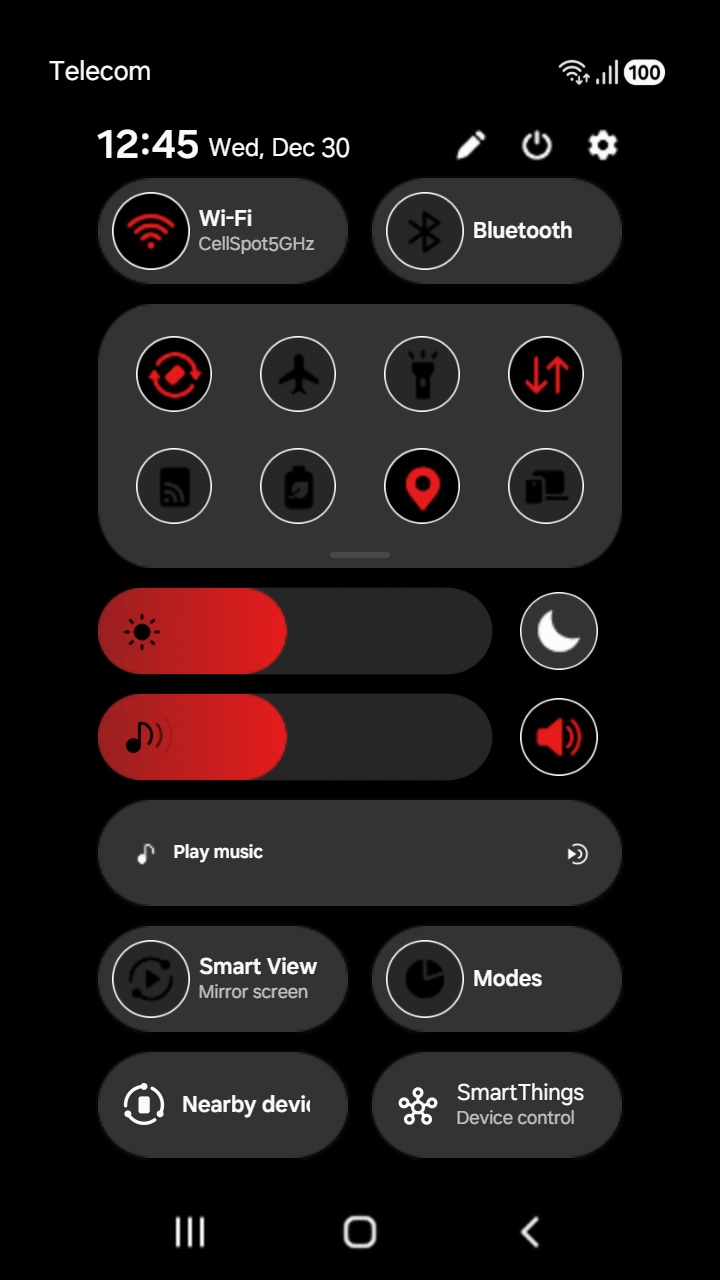 Telecom
100
12:45 Wed, Dec 30
Wi-Fi
CellSpot5GHz
Bluetooth
Play music
Smart View
Mirror screen
Modes
Nearby devi
SmartThings
Device control